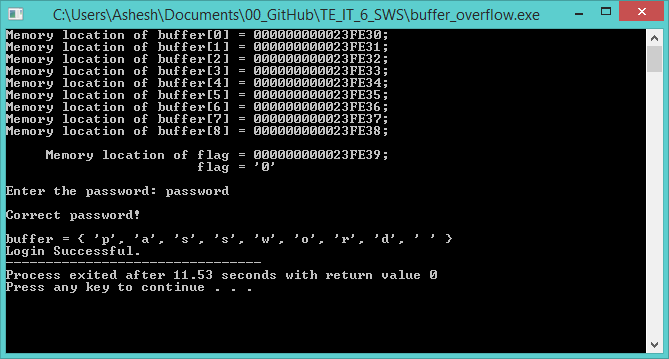 C:\Users\Ashesh\Documents\00_GitHub\TE_IT_6_SWS\buffer_overflow.exe
Memory location of buffer[0] = 000000000023FE30;
Memory location of buffer[1] = 000000000023FE31;
Memory location of buffer[2] = 000000000023FE32;
Memory location of buffer[3] = 000000000023FE33;
Memory location of buffer[4] = 000000000023FE34;
Memory location of buffer[5] = 000000000023FE35;
Memory location of buffer[6] = 000000000023FE36;
Memory location of buffer[7] = 000000000023FE37;
Memory location of buffer[8] = 000000000023FE38;
Memory location of flag = 000000000023FE39;
flag = '0'
Enter the password: password
Correct password!
buffer = { 'p', 'a', 's', 's', 'w', 'o', 'r', 'd', ' ' }
Login Successful.
--------------------------------
Process exited after 11.53 seconds with return value 0
Press any key to continue . . .